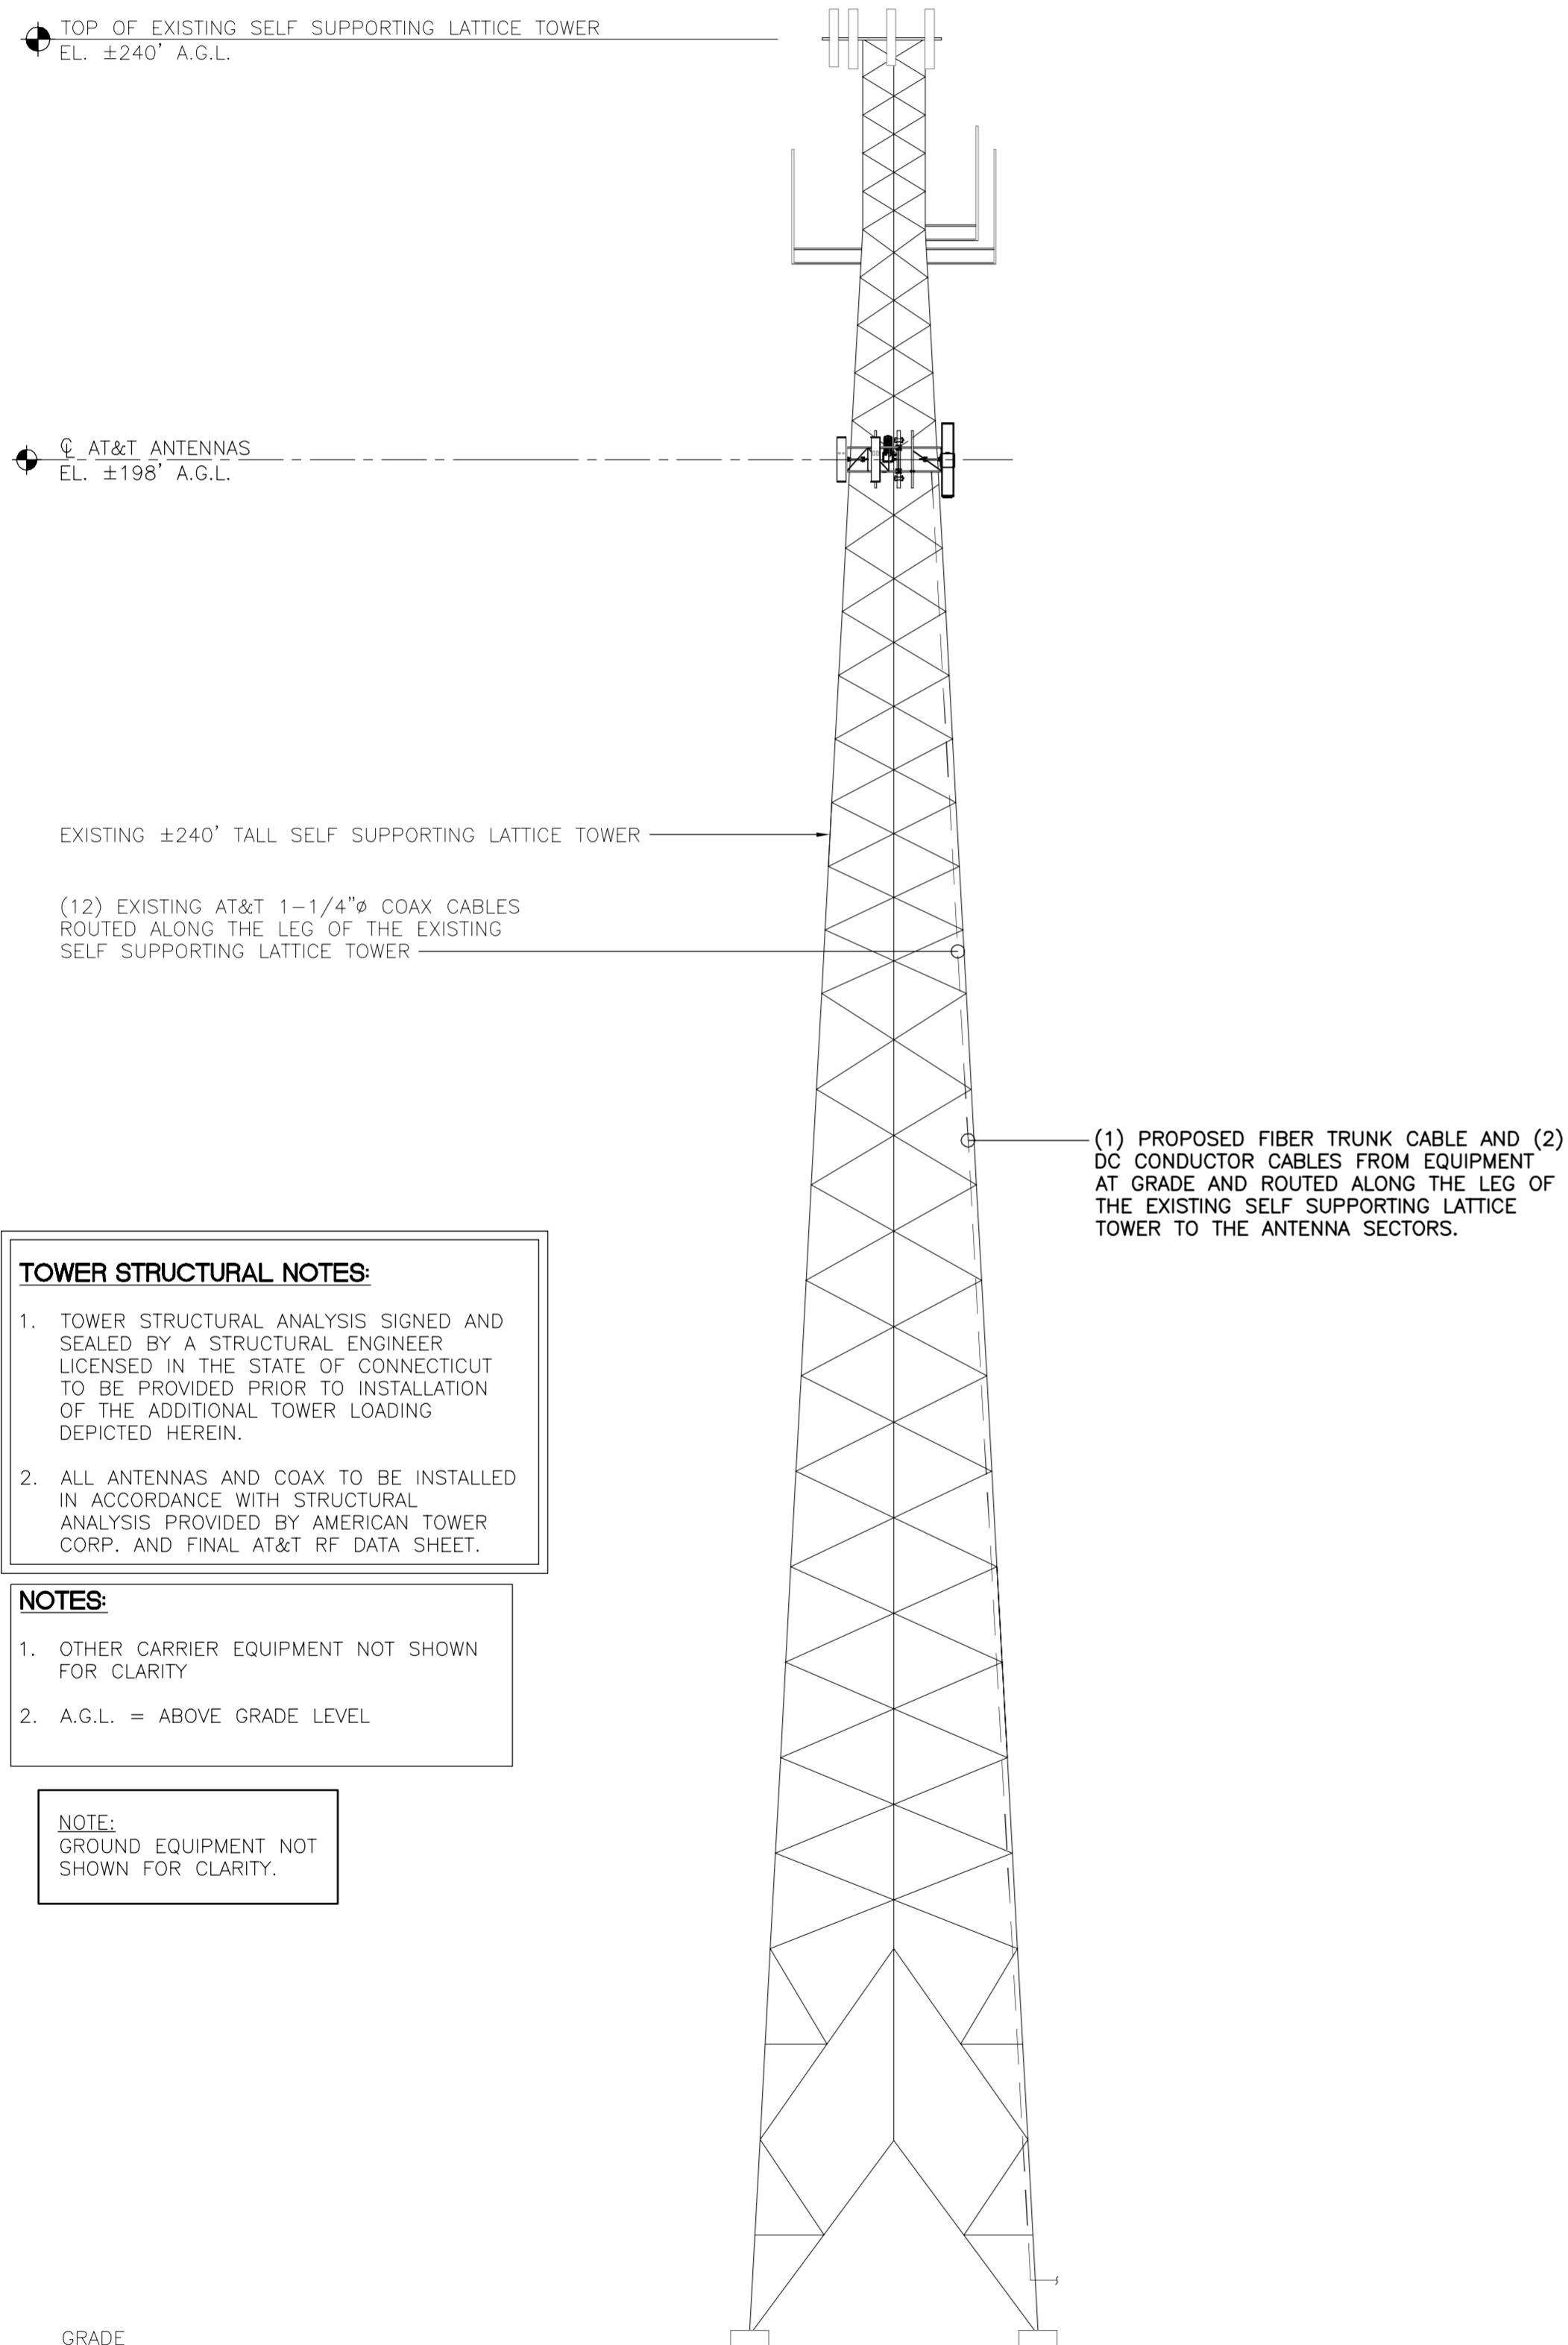 TOP OF EXISTING SELF SUPPORTING LATTICE TOWER
EL. ±240' A.G.L.
℄ AT&T ANTENNAS
EL. ±198' A.G.L.
EXISTING ±240' TALL SELF SUPPORTING LATTICE TOWER
(12) EXISTING AT&T 1-1/4"ø COAX CABLES
ROUTED ALONG THE LEG OF THE EXISTING
SELF SUPPORTING LATTICE TOWER
(1) PROPOSED FIBER TRUNK CABLE AND (2)
DC CONDUCTOR CABLES FROM EQUIPMENT
AT GRADE AND ROUTED ALONG THE LEG OF
THE EXISTING SELF SUPPORTING LATTICE
TOWER TO THE ANTENNA SECTORS.
TOWER STRUCTURAL NOTES:
1. TOWER STRUCTURAL ANALYSIS SIGNED AND
SEALED BY A STRUCTURAL ENGINEER
LICENSED IN THE STATE OF CONNECTICUT
TO BE PROVIDED PRIOR TO INSTALLATION
OF THE ADDITIONAL TOWER LOADING
DEPICTED HEREIN.
2. ALL ANTENNAS AND COAX TO BE INSTALLED
IN ACCORDANCE WITH STRUCTURAL
ANALYSIS PROVIDED BY AMERICAN TOWER
CORP. AND FINAL AT&T RF DATA SHEET.
NOTES:
1. OTHER CARRIER EQUIPMENT NOT SHOWN
FOR CLARITY
2. A.G.L. = ABOVE GRADE LEVEL
NOTE:
GROUND EQUIPMENT NOT
SHOWN FOR CLARITY.
GRADE